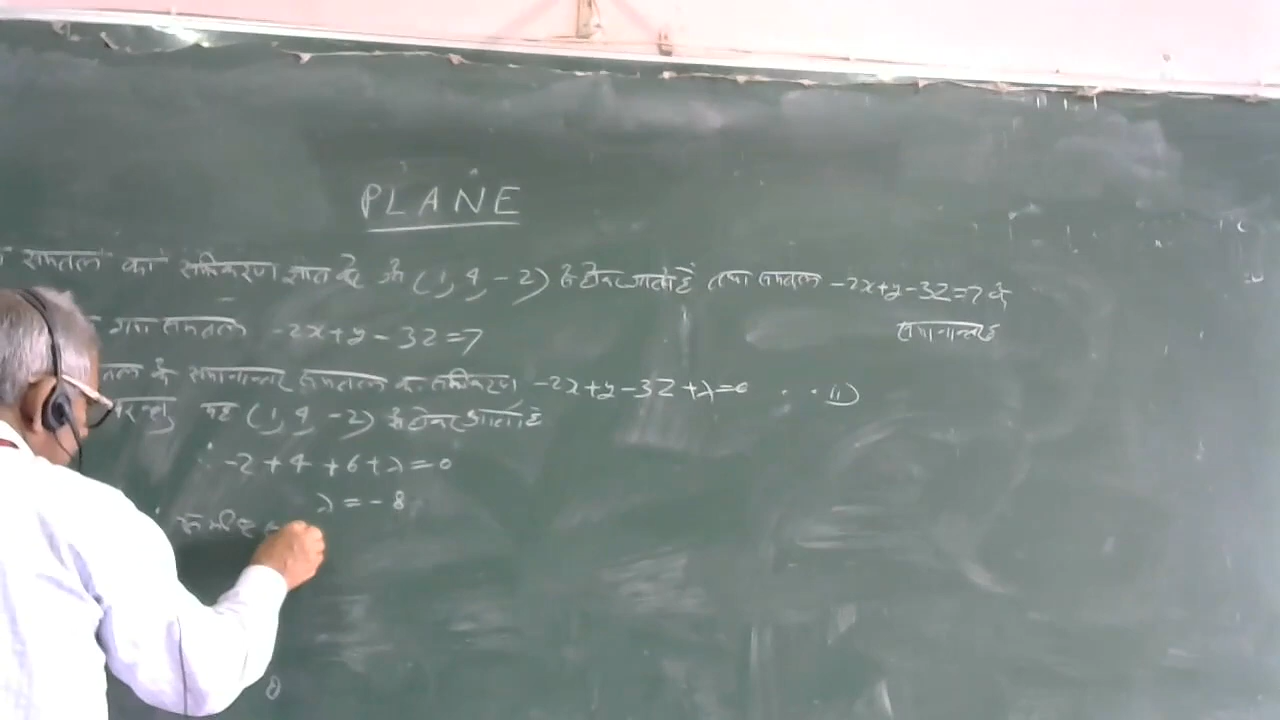 PLANE
समतल का समीकरण ज्ञात करें जो (1, 4, -2) से होकर जाता है तथा समतल -2x+y-3z=7 के
समानान्तर है
गया समतल -2x+y-3z=7
तल के समानान्तर समतल का समीकरण -2x+y-3z+λ=0 ... (ii)
परन्तु यह (1, 4, -2) से होकर जाता है
∴ -2+4+6+λ=0
λ=-8